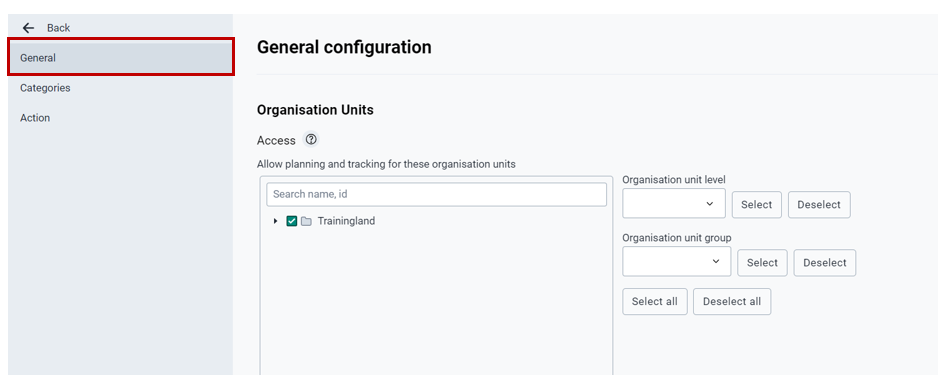 Back
General
Categories
Action
General configuration
Organisation Units
Access
Allow planning and tracking for these organisation units
Search name, id
Trainingland
Organisation unit level
Select Deselect
Organisation unit group
Select Deselect
Select all Deselect all